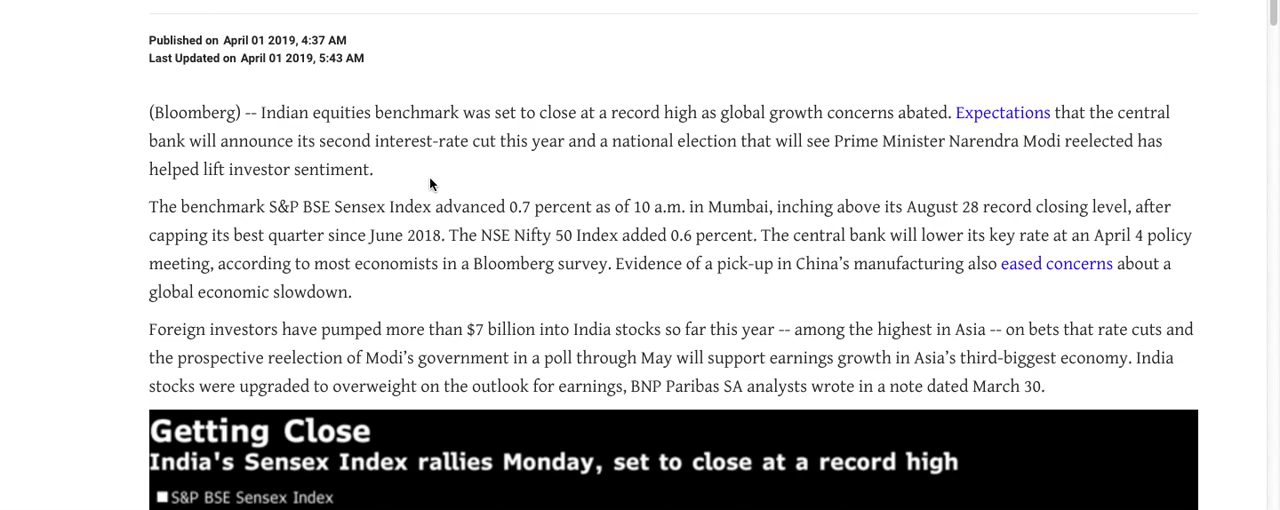 Published on April 01 2019, 4:37 AM
Last Updated on April 01 2019, 5:43 AM
(Bloomberg) -- Indian equities benchmark was set to close at a record high as global growth concerns abated. Expectations that the central
bank will announce its second interest-rate cut this year and a national election that will see Prime Minister Narendra Modi reelected has
helped lift investor sentiment.
The benchmark S&P BSE Sensex Index advanced 0.7 percent as of 10 a.m. in Mumbai, inching above its August 28 record closing level, after
capping its best quarter since June 2018. The NSE Nifty 50 Index added 0.6 percent. The central bank will lower its key rate at an April 4 policy
meeting, according to most economists in a Bloomberg survey. Evidence of a pick-up in China’s manufacturing also eased concerns about a
global economic slowdown.
Foreign investors have pumped more than $7 billion into India stocks so far this year -- among the highest in Asia -- on bets that rate cuts and
the prospective reelection of Modi’s government in a poll through May will support earnings growth in Asia’s third-biggest economy. India
stocks were upgraded to overweight on the outlook for earnings, BNP Paribas SA analysts wrote in a note dated March 30.
Getting Close
India's Sensex Index rallies Monday, set to close at a record high
S&P BSE Sensex Index